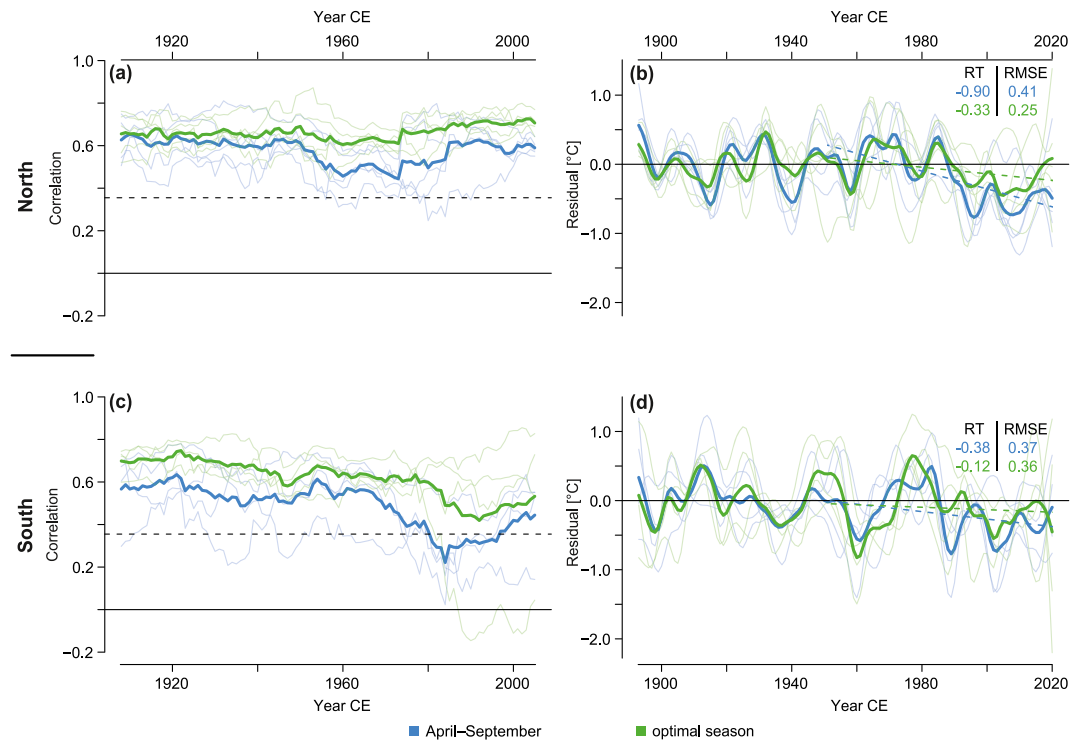 Year CE
Year CE
1920
1960
2000
1900
1940
1980
2020
(a)
1.0
0.6
0.2
−0.2
Correlation
North
(b)
1.0
0.0
−1.0
−2.0
Residual [°C]
RT RMSE
-0.90 0.41
-0.33 0.25
(c)
1.0
0.6
0.2
−0.2
Correlation
South
(d)
1.0
0.0
−1.0
−2.0
Residual [°C]
RT RMSE
-0.38 0.37
-0.12 0.36
1920
1960
2000
1900
1940
1980
2020
Year CE
Year CE
April–September
optimal season